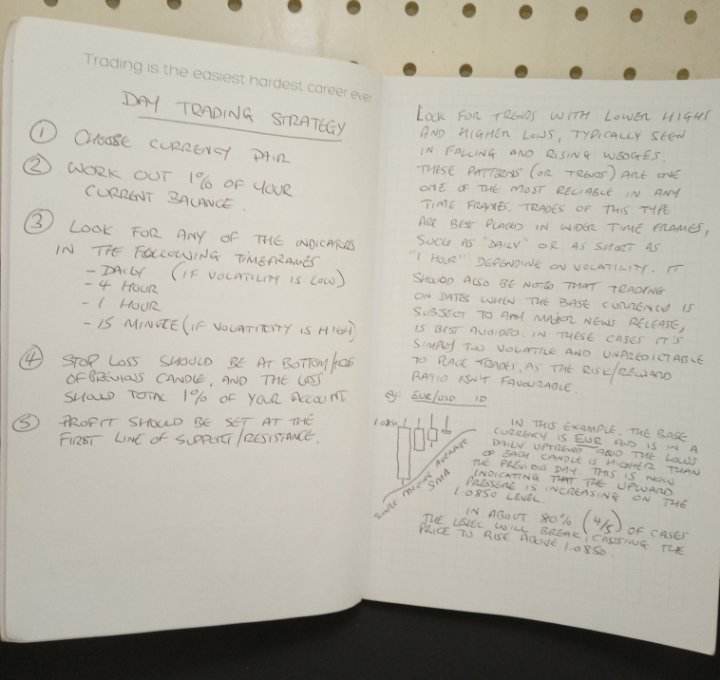 Trading is the easiest hardest career ever
DAY TRADING STRATEGY
① CHOOSE CURRENCY PAIR
② WORK OUT 1% OF YOUR
CURRENT BALANCE.
③ LOOK FOR ANY OF THE INDICATORS
IN THE FOLLOWING TIMEFRAMES
- DAILY (IF VOLATILITY IS LOW)
- 4 HOUR
- 1 HOUR
- 15 MINUTE (IF VOLATITITY IS HIGH)
④ STOP LOSS SHOULD BE AT BOTTOM/TOP
OF PREVIOUS CANDLE, AND THE LOSS
SHOULD TOTAL 1% OF YOUR ACCOUNT
⑤ PROFIT SHOULD BE SET AT THE
FIRST LINE OF SUPPORT/RESISTANCE.
LOOK FOR TRENDS WITH LOWER HIGHS
AND HIGHER LOWS, TYPICALLY SEEN
IN FALLING AND RISING WEDGES.
THESE PATTERNS (OR TRENDS) ARE ONE
ONE OF THE MOST RELIABLE IN ANY
TIME FRAMES. TRADES OF THIS TYPE
ARE BEST PLACED IN WIDER TIME FRAMES,
SUCH AS "DAILY" OR AS SHORT AS
"1 HOUR" DEPENDING ON VOLATILITY. IT
SHOULD ALSO BE NOTED THAT TRADING
ON DATES WHEN THE BASE CURRENCY IS
SUBJECT TO ANY MAJOR NEWS RELEASE,
IS BEST AVOIDED. IN THESE CASES IT'S
SIMPLY TOO VOLATILE AND UNPREDICTABLE
TO PLACE TRADES, AS THE RISK/REWARD
RATIO ISN'T FAVOURABLE.
eg. EUR/USD 1D
1.0850
SIMPLE MOVING AVERAGE
SMA
IN THIS EXAMPLE, THE BASE
CURRENCY IS EUR AND IS IN A
DAILY UPTREND AND THE LOWS
OF EACH CANDLE IS HIGHER THAN
THE PREVIOUS DAY. THIS IS NOW
INDICATING THAT THE UPWARD
PRESSURE IS INCREASING ON THE
1.0850 LEVEL.
IN ABOUT 80% (4/5) OF CASES
THE LEVEL WILL BREAK, CAUSING THE
PRICE TO RISE ABOVE 1.0850.